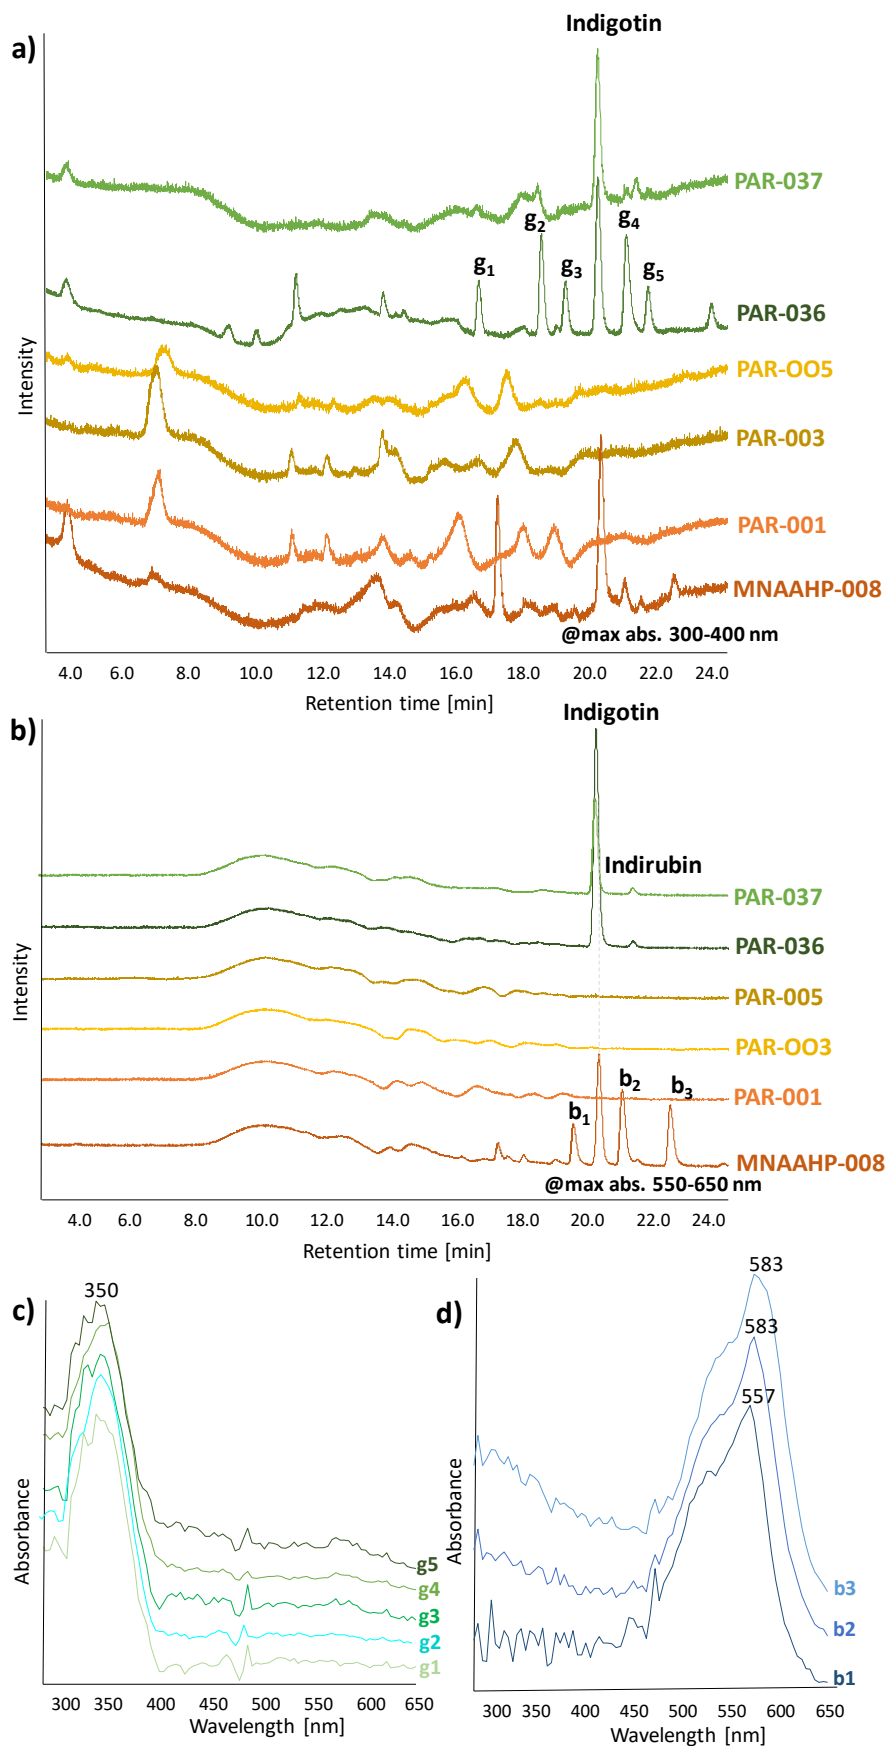 a)
Indigotin
PAR-037
g2
g4
g1
g3
g5
PAR-036
Intensity
PAR-OO5
PAR-003
PAR-001
MNAAHP-008
@max abs. 300-400 nm
4.0 6.0 8.0 10.0 12.0 14.0 16.0 18.0 20.0 22.0 24.0
Retention time [min]
b)
Indigotin
Indirubin
PAR-037
PAR-036
Intensity
PAR-005
PAR-OO3
b1
b2
b3
PAR-001
MNAAHP-008
@max abs. 550-650 nm
4.0 6.0 8.0 10.0 12.0 14.0 16.0 18.0 20.0 22.0 24.0
Retention time [min]
c)
350
Absorbance
g5
g4
g3
g2
g1
300 350 400 450 500 550 600 650
Wavelength [nm]
d)
583
583
557
Absorbance
b3
b2
b1
300 350 400 450 500 550 600 650
Wavelength [nm]